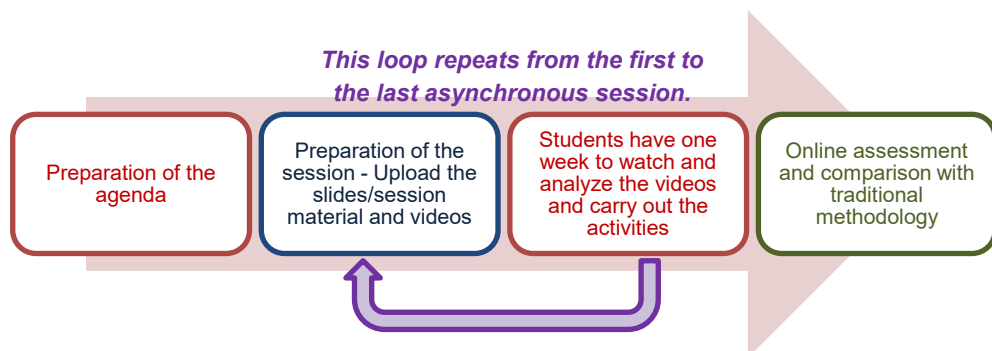 This loop repeats from the first to
the last asynchronous session.
Preparation of the
agenda
Preparation of the
session - Upload the
slides/session
material and videos
Students have one
week to watch and
analyze the videos
and carry out the
activities
Online assessment
and comparison with
traditional
methodology